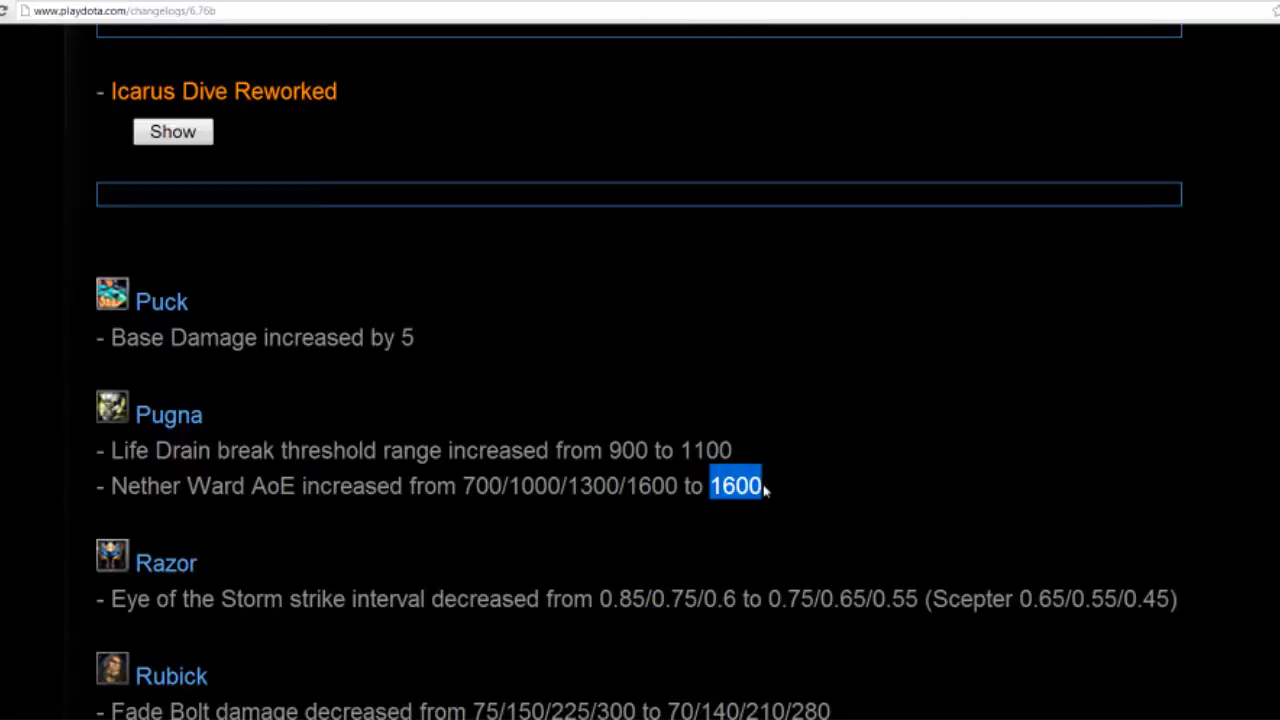 www.playdota.com/changelogs/6.76b
- Icarus Dive Reworked
Show
Puck
- Base Damage increased by 5
Pugna
- Life Drain break threshold range increased from 900 to 1100
- Nether Ward AoE increased from 700/1000/1300/1600 to 1600
Razor
- Eye of the Storm strike interval decreased from 0.85/0.75/0.6 to 0.75/0.65/0.55 (Scepter 0.65/0.55/0.45)
Rubick
- Fade Bolt damage decreased from 75/150/225/300 to 70/140/210/280